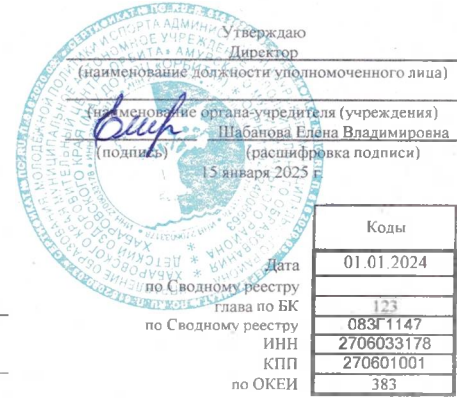 Утверждаю
Директор
(наименование должности уполномоченного лица)
(наименование органа-учредителя (учреждения)
Шабанова Елена Владимировна
(подпись) (расшифровка подписи)
15 января 2025 г.
Коды
Дата 01.01.2024
по Сводному реестру
глава по БК 123
по Сводному реестру 083Г1147
ИНН 2706033178
КПП 270601001
по ОКЕИ 383